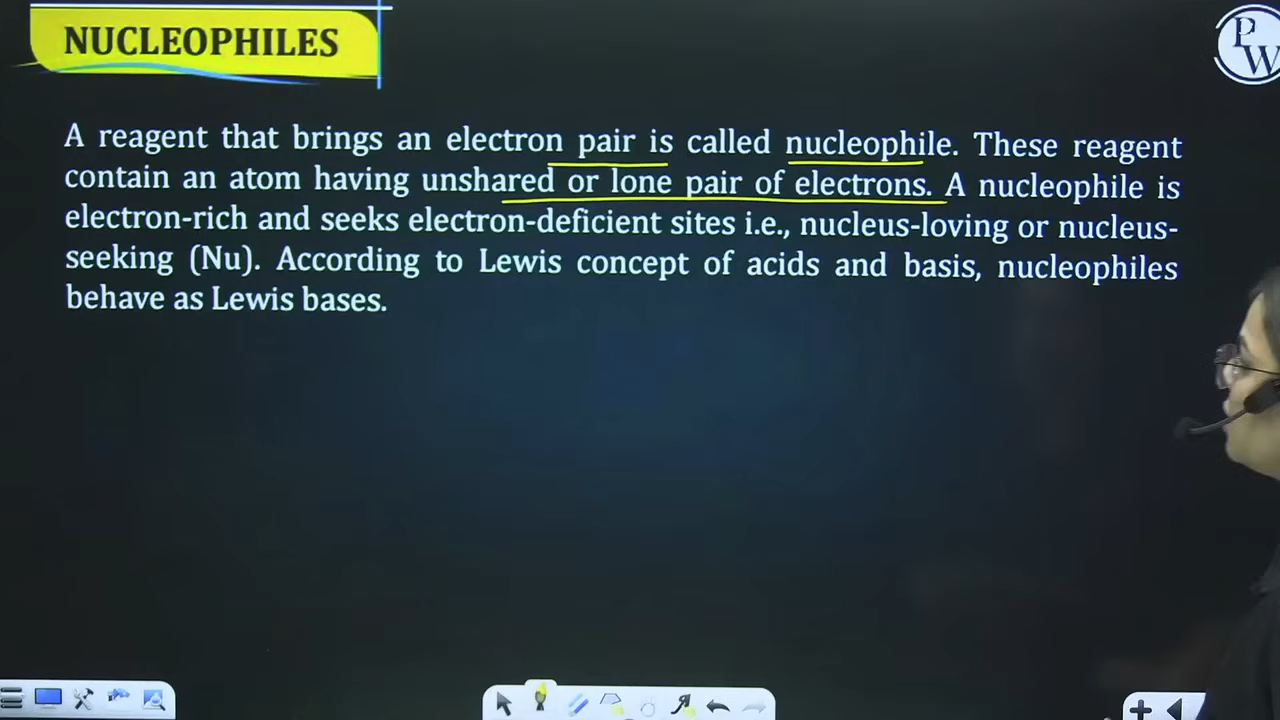 NUCLEOPHILES
PW
A reagent that brings an electron pair is called nucleophile. These reagent
contain an atom having unshared or lone pair of electrons. A nucleophile is
electron-rich and seeks electron-deficient sites i.e., nucleus-loving or nucleus-
seeking (Nu). According to Lewis concept of acids and basis, nucleophiles
behave as Lewis bases.